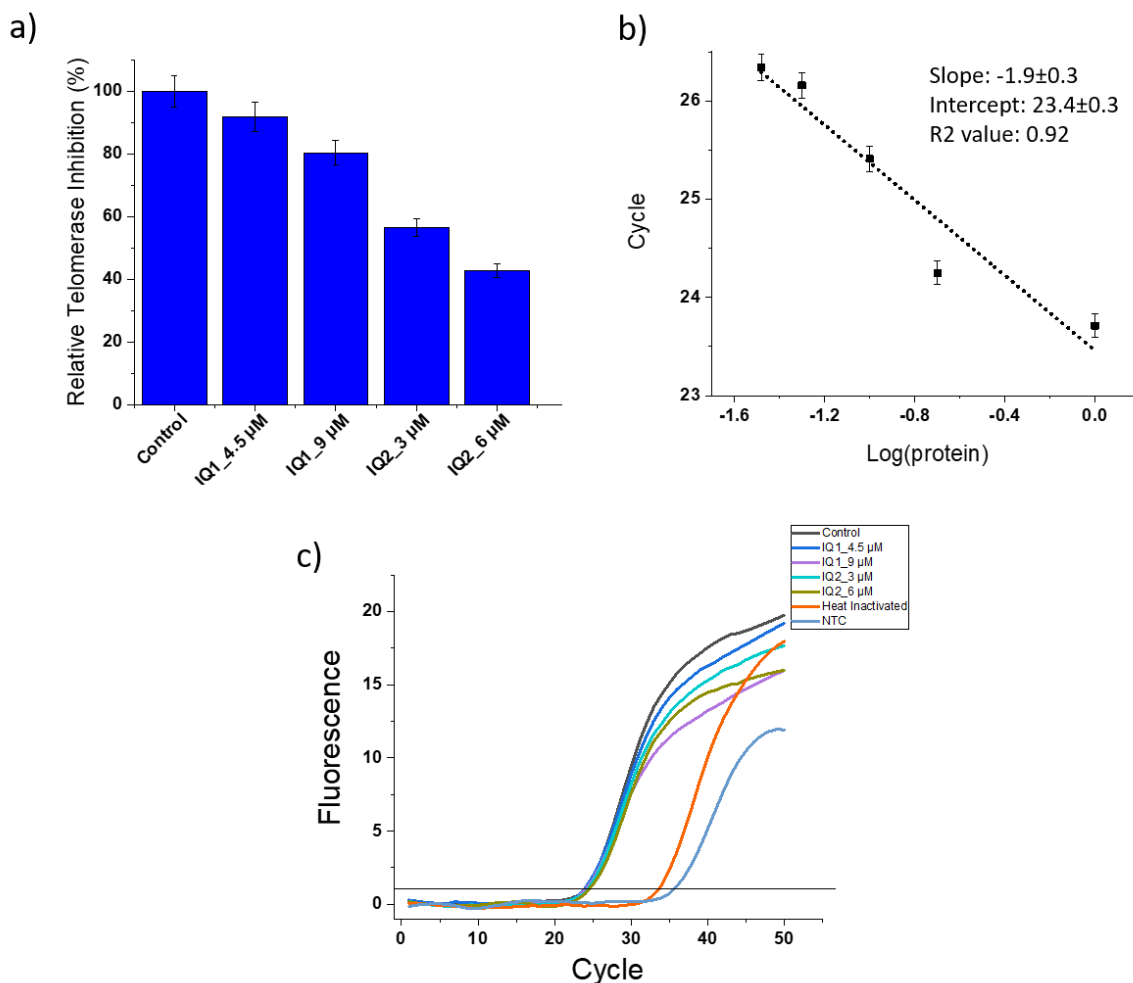 a)
Relative Telomerase Inhibition (%)
100
80
60
40
20
0
Control
IQ1_4.5 µM
IQ1_9 µM
IQ2_3 µM
IQ2_6 µM
b)
Slope: -1.9±0.3
Intercept: 23.4±0.3
R2 value: 0.92
Cycle
26
25
24
23
-1.6
-1.2
-0.8
-0.4
0.0
Log(protein)
c)
Control
IQ1_4.5 µM
IQ1_9 µM
IQ2_3 µM
IQ2_6 µM
Heat Inactivated
NTC
Fluorescence
20
15
10
5
0
0
10
20
30
40
50
Cycle